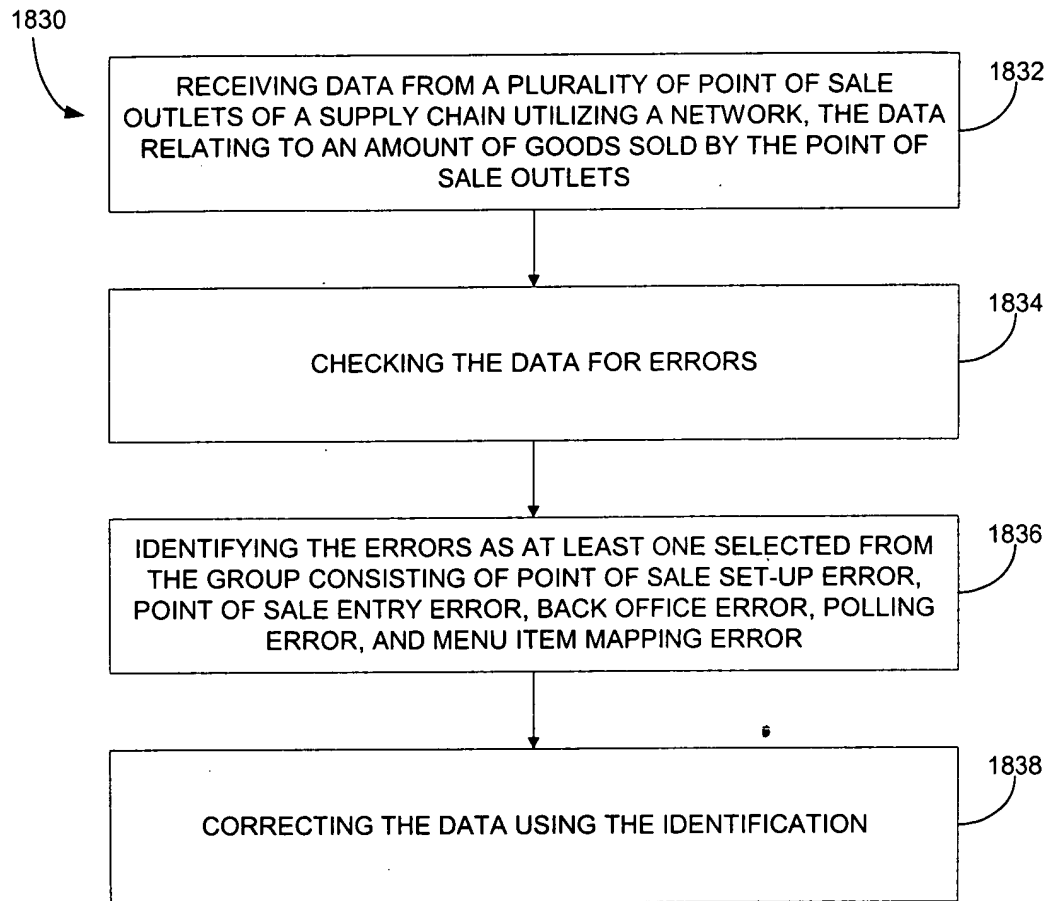 1830
RECEIVING DATA FROM A PLURALITY OF POINT OF SALE
OUTLETS OF A SUPPLY CHAIN UTILIZING A NETWORK, THE DATA
RELATING TO AN AMOUNT OF GOODS SOLD BY THE POINT OF
SALE OUTLETS
1832
CHECKING THE DATA FOR ERRORS
1834
IDENTIFYING THE ERRORS AS AT LEAST ONE SELECTED FROM
THE GROUP CONSISTING OF POINT OF SALE SET-UP ERROR,
POINT OF SALE ENTRY ERROR, BACK OFFICE ERROR, POLLING
ERROR, AND MENU ITEM MAPPING ERROR
1836
CORRECTING THE DATA USING THE IDENTIFICATION
1838